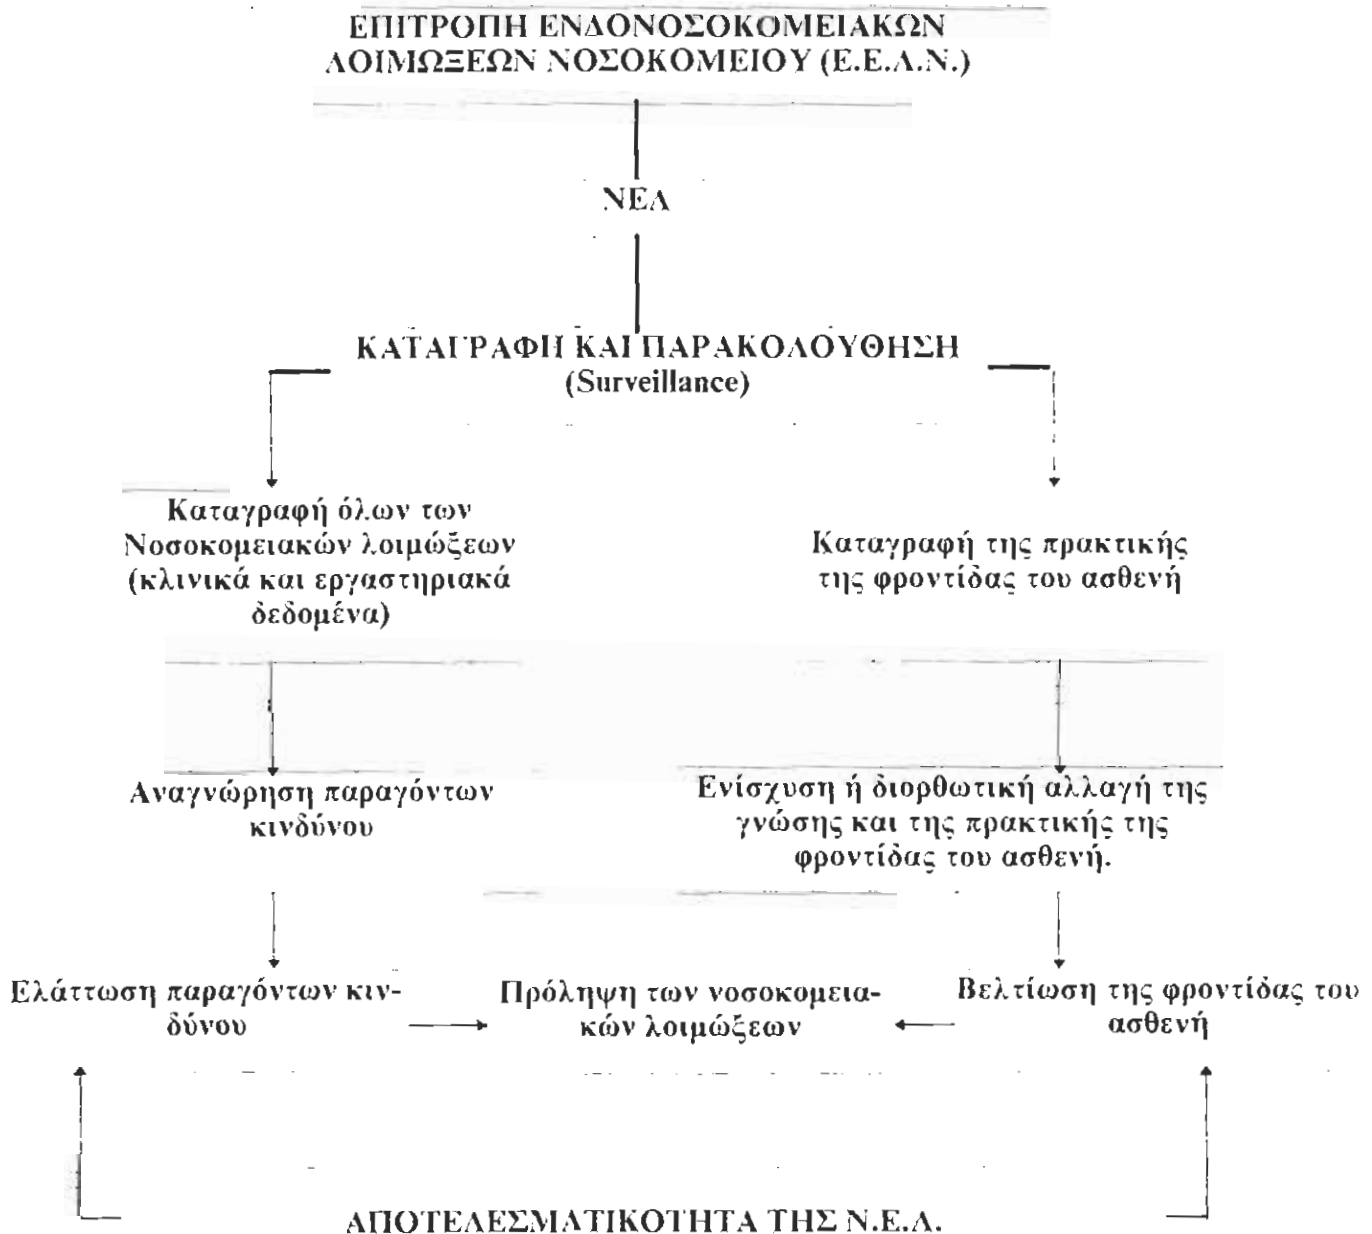 ΕΠΙΤΡΟΠΗ ΕΝΔΟΝΟΣΟΚΟΜΕΙΑΚΩΝ
ΛΟΙΜΩΞΕΩΝ ΝΟΣΟΚΟΜΕΙΟΥ (Ε.Ε.Λ.Ν.)
ΝΕΛ
ΚΑΤΑΓΡΑΦΗ ΚΑΙ ΠΑΡΑΚΟΛΟΥΘΗΣΗ
(Surveillance)
Καταγραφή όλων των
Νοσοκομειακών λοιμώξεων
(κλινικά και εργαστηριακά
δεδομένα)
Καταγραφή της πρακτικής
της φροντίδας του ασθενή
Αναγνώρηση παραγόντων
κινδύνου
Ενίσχυση ή διορθωτική αλλαγή της
γνώσης και της πρακτικής της
φροντίδας του ασθενή.
Ελάττωση παραγόντων κιν-
δύνου
Πρόληψη των νοσοκομεια-
κών λοιμώξεων
Βελτίωση της φροντίδας του
ασθενή
ΑΠΟΤΕΛΕΣΜΑΤΙΚΟΤΗΤΑ ΤΗΣ Ν.Ε.Λ.